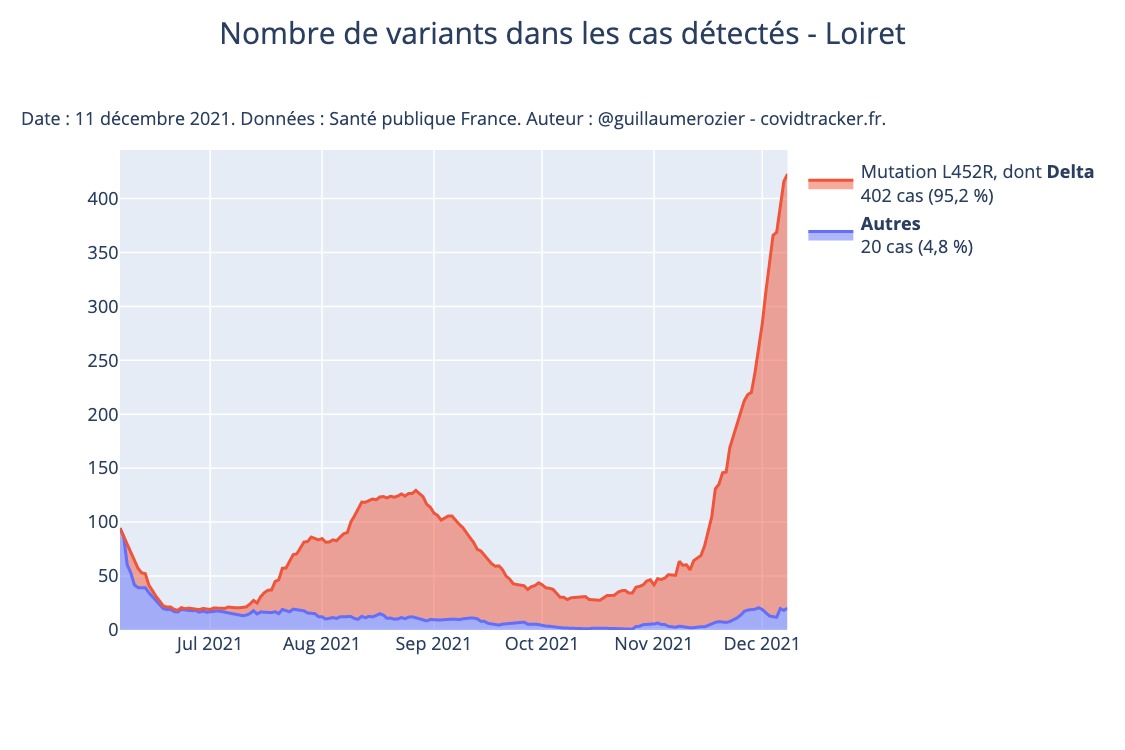 Nombre de variants dans les cas détectés - Loiret
Date : 11 décembre 2021. Données : Santé publique France. Auteur : @guillaumerozier - covidtracker.fr.
Mutation L452R, dont Delta
402 cas (95,2 %)
Autres
20 cas (4,8 %)
400
350
300
250
200
150
100
50
0
Jul 2021 Aug 2021 Sep 2021 Oct 2021 Nov 2021 Dec 2021